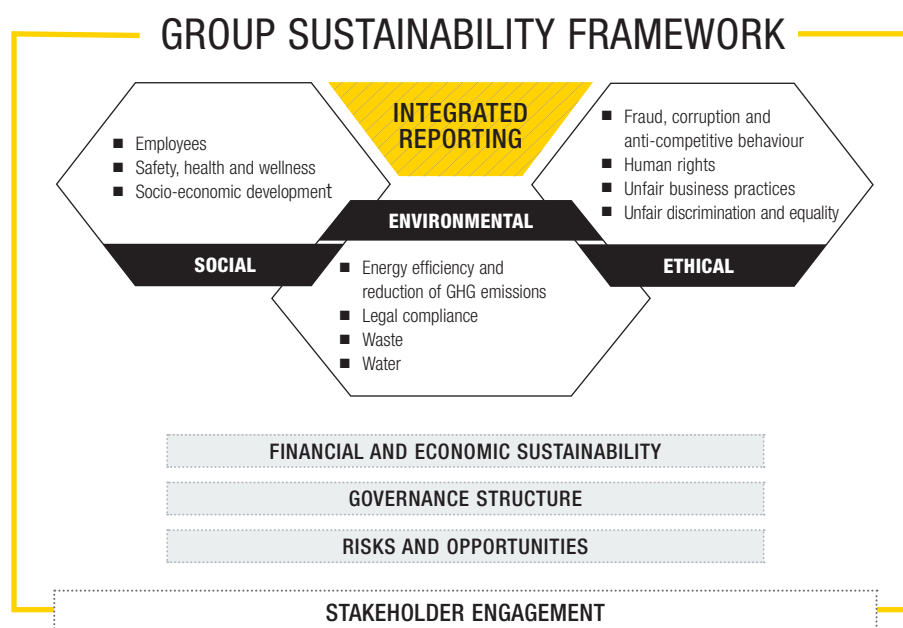 GROUP SUSTAINABILITY FRAMEWORK
INTEGRATED
REPORTING
■ Employees
■ Safety, health and wellness
■ Socio-economic development
SOCIAL
ENVIRONMENTAL
■ Energy efficiency and
reduction of GHG emissions
■ Legal compliance
■ Waste
■ Water
■ Fraud, corruption and
anti-competitive behaviour
■ Human rights
■ Unfair business practices
■ Unfair discrimination and equality
ETHICAL
FINANCIAL AND ECONOMIC SUSTAINABILITY
GOVERNANCE STRUCTURE
RISKS AND OPPORTUNITIES
STAKEHOLDER ENGAGEMENT